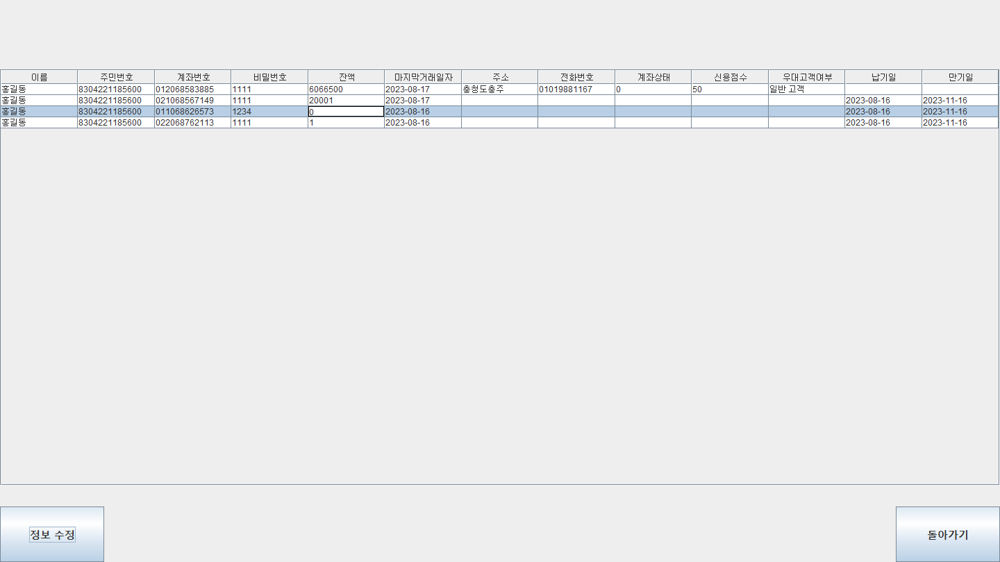 이름 주민번호 계좌번호 비밀번호 잔액 마지막거래일자 주소 전화번호 계좌상태 신용점수 우대고객여부 납기일 만기일
홍길동 8304221185600 012068583885 1111 6066500 2023-08-17 충청도충주 01019881167 0 50 일반 고객
홍길동 8304221185600 021068567149 1111 20001 2023-08-17 2023-08-16 2023-11-16
홍길동 8304221185600 011068626573 1234 0 2023-08-16 2023-08-16 2023-11-16
홍길동 8304221185600 022068762113 1111 1 2023-08-16 2023-08-16 2023-11-16
정보 수정 돌아가기